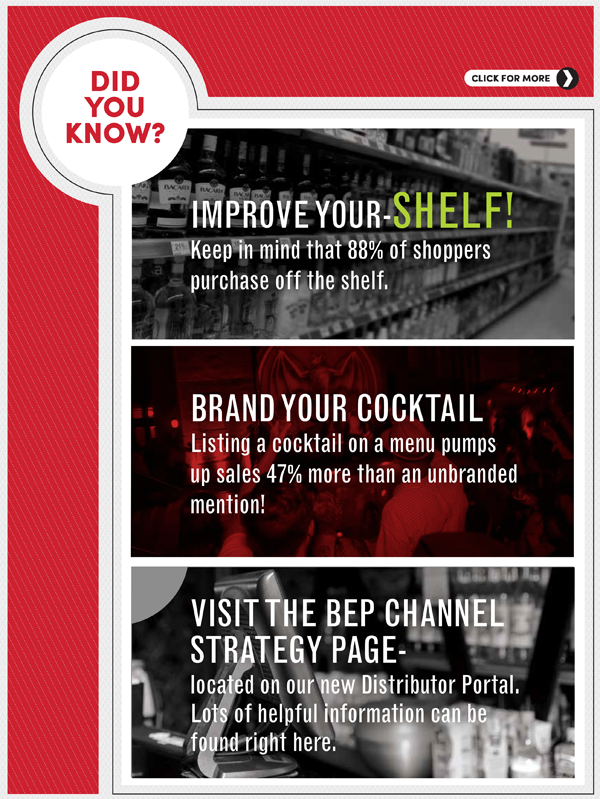 DID
YOU
KNOW?
CLICK FOR MORE
BACARDI
BACARDI
BACARDI
IMPROVE YOUR-SHELF!
Keep in mind that 88% of shoppers
purchase off the shelf.
BRAND YOUR COCKTAIL
Listing a cocktail on a menu pumps
up sales 47% more than an unbranded
mention!
VISIT THE BEP CHANNEL
STRATEGY PAGE-
located on our new Distributor Portal.
Lots of helpful information can be
found right here.